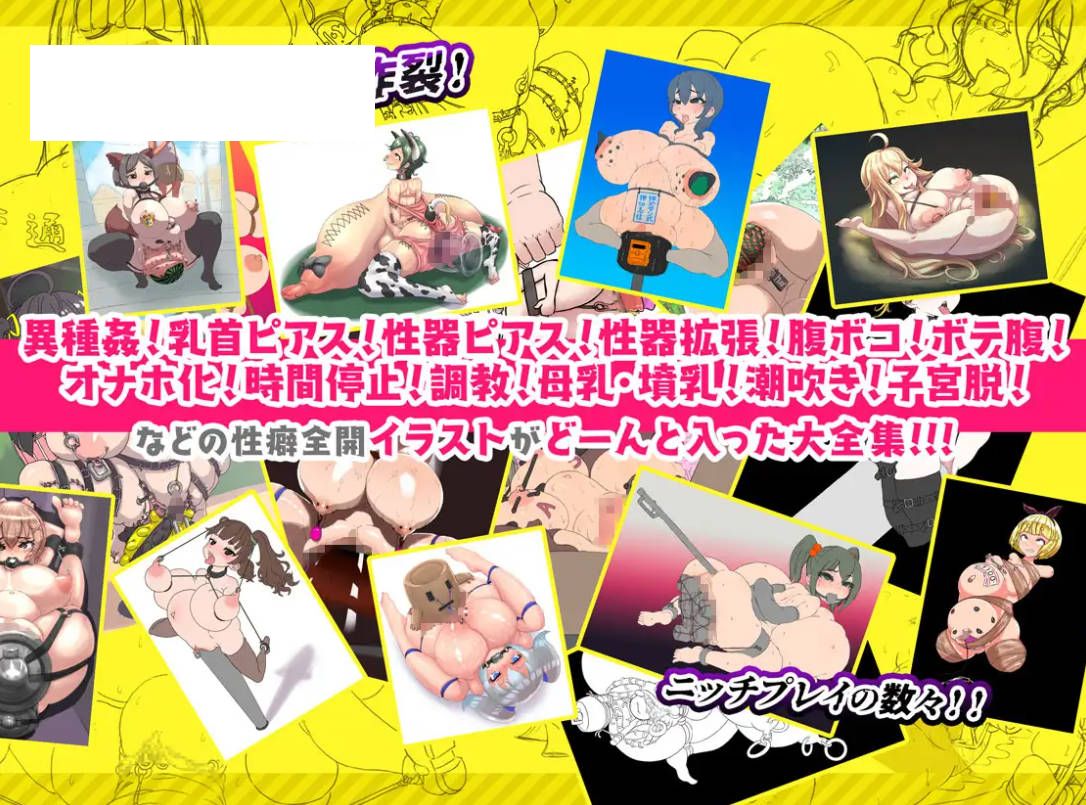 炸裂!
異種姦!乳首ピアス!性器ピアス!性器拡張!腹ボコ!ボテ腹!
オナホ化!時間停止!調教!母乳・墳乳!潮吹き!子宮脱!
などの性癖全開イラストがどーんと入った大全集!!!
ニッチプレイの数々!!